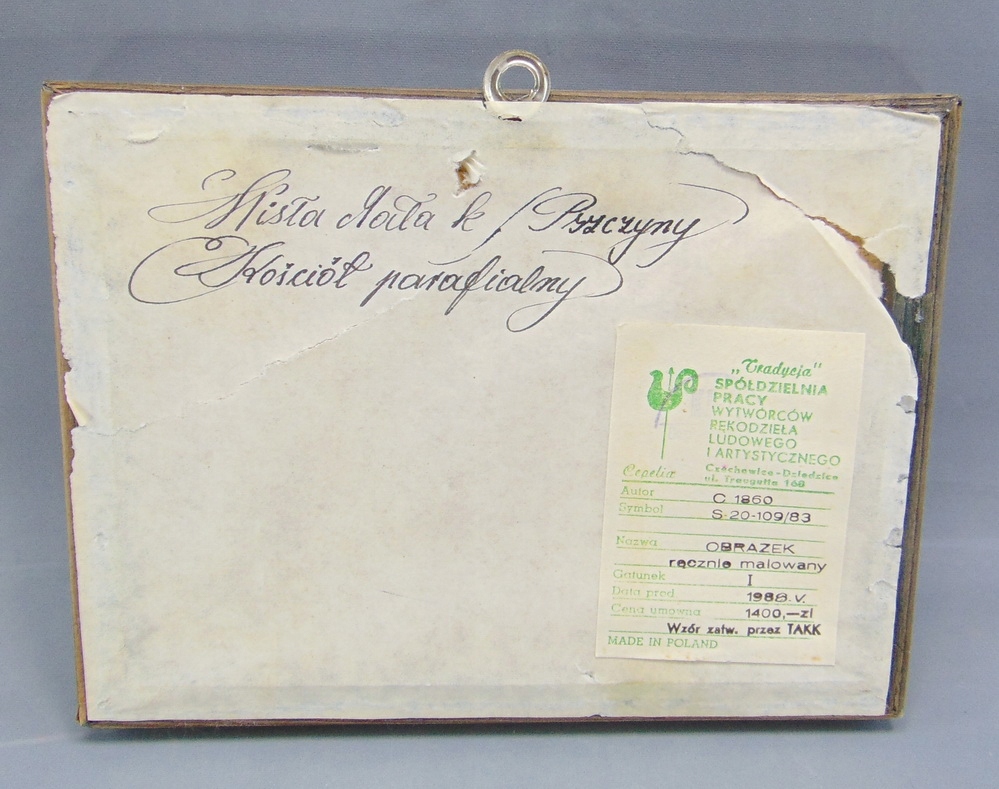 Wisła Mała k/Pszczyny
Kościół parafialny
„Tradycja"
SPÓŁDZIELNIA
PRACY
WYTWÓRCÓW
RĘKODZIEŁA
LUDOWEGO
I ARTYSTYCZNEGO
Cepelia
Czechowice-Dziedzice
ul. Traugutta 168
Autor C 1860
Symbol S-20-109/83
Nazwa OBRAZEK
ręcznie malowany
Gatunek I
Data prod 1988.V.
Cena umowna 1400,—zł
Wzór zatw. przez TAKK
MADE IN POLAND